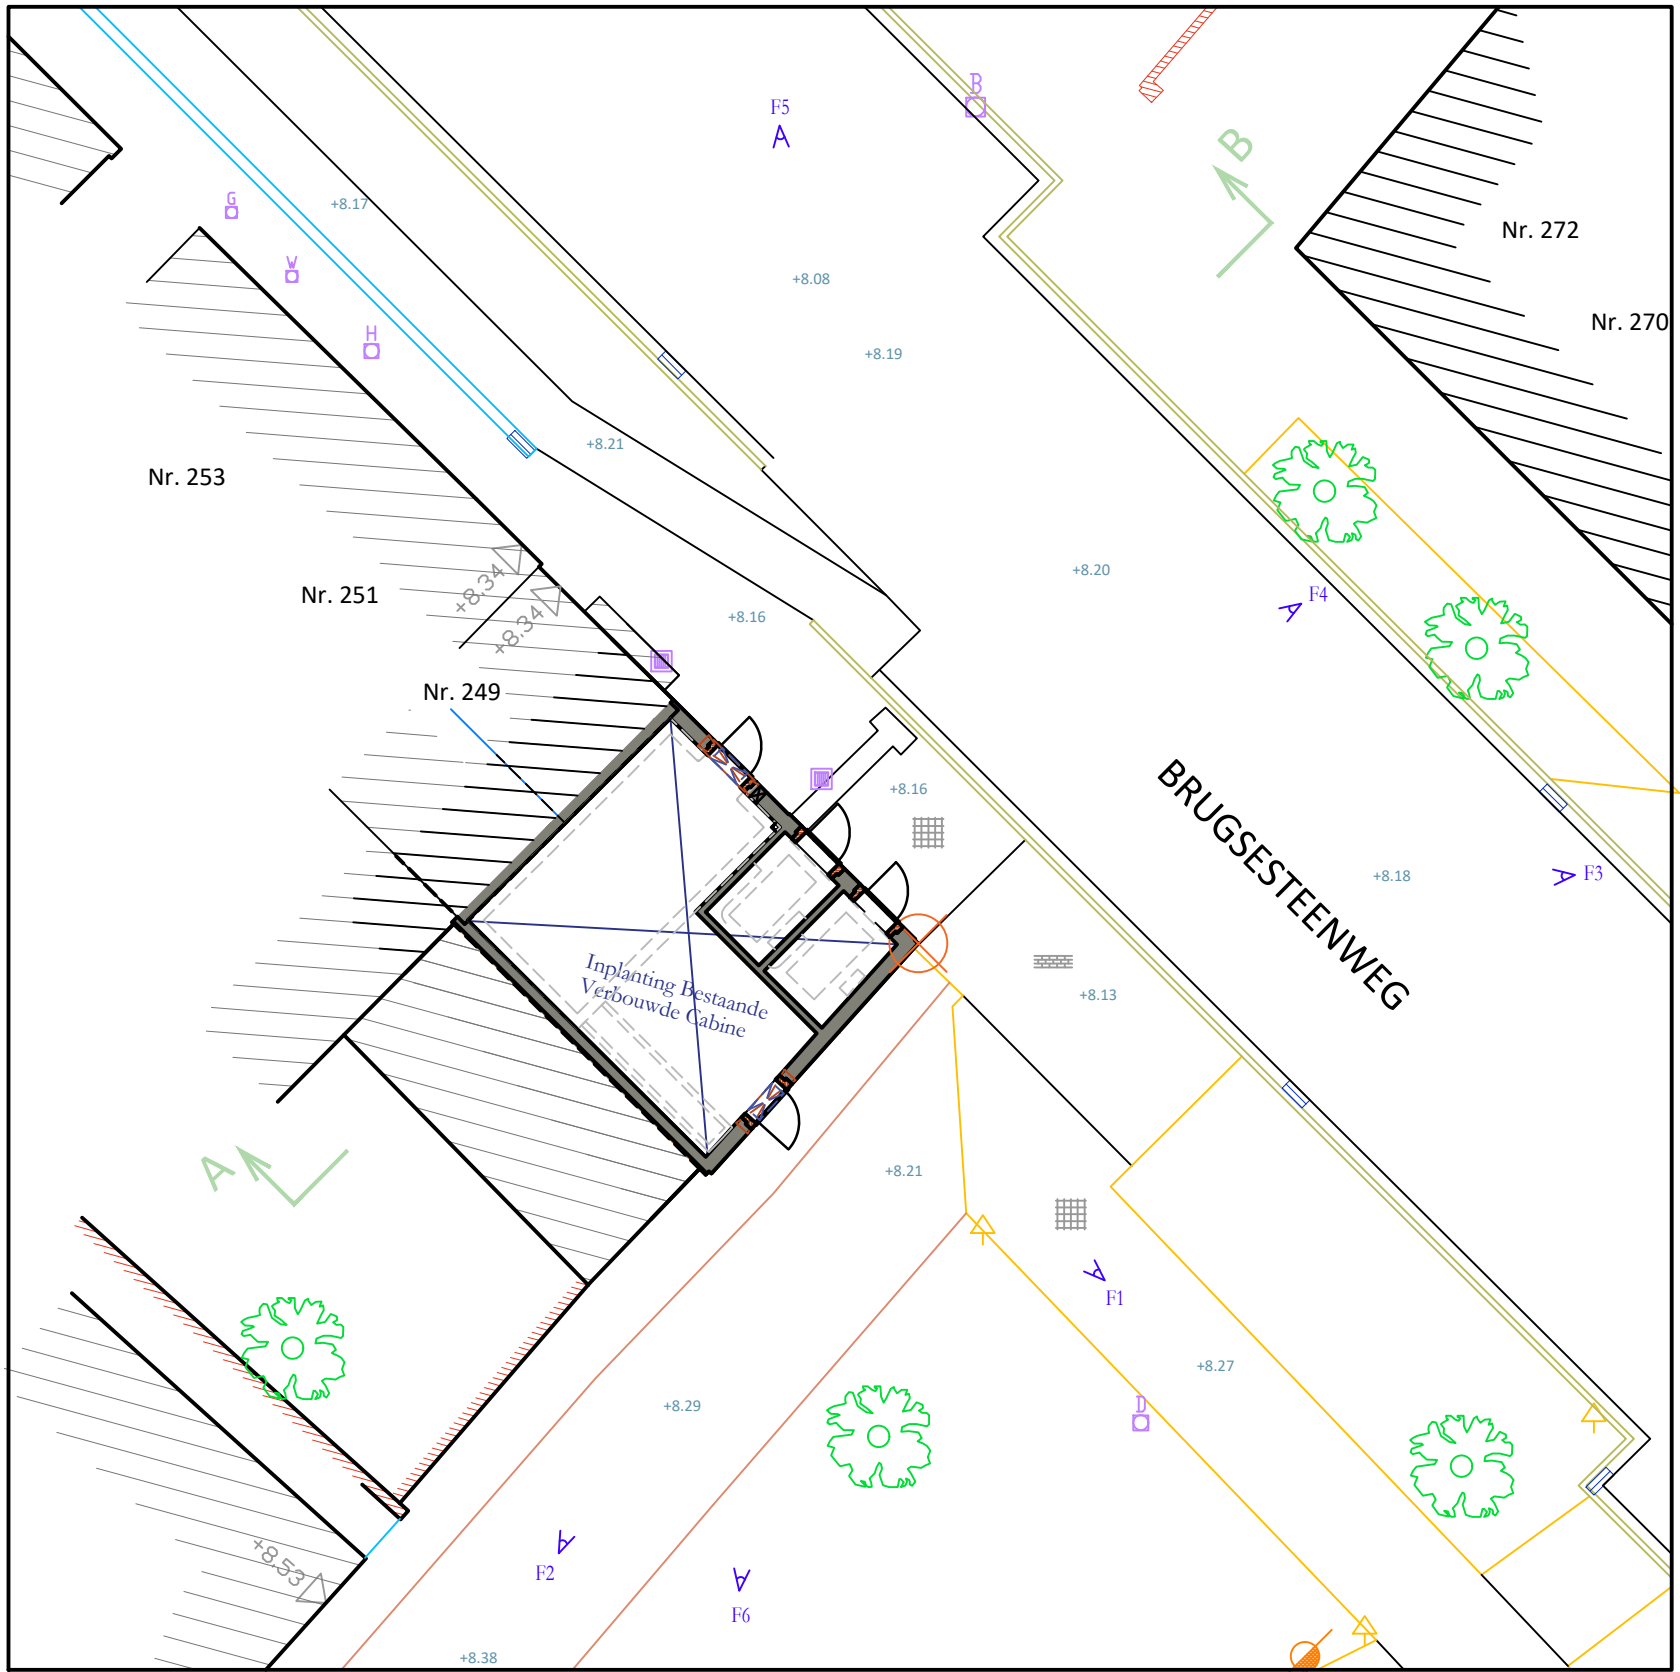 B
F5
B
G
+8.17
Nr. 272
W
+8.08
H
Nr. 270
+8.19
+8.21
Nr. 253
+8.20
+8.34
Nr. 251
F4
+8.34
+8.16
Nr. 249
+8.16
BRUGSESTEENWEG
+8.18
F3
Inplanting Bestaande
Verbouwde Cabine
+8.13
A
+8.21
F1
+8.27
+8.29
D
+8.53
F2
F6
+8.38